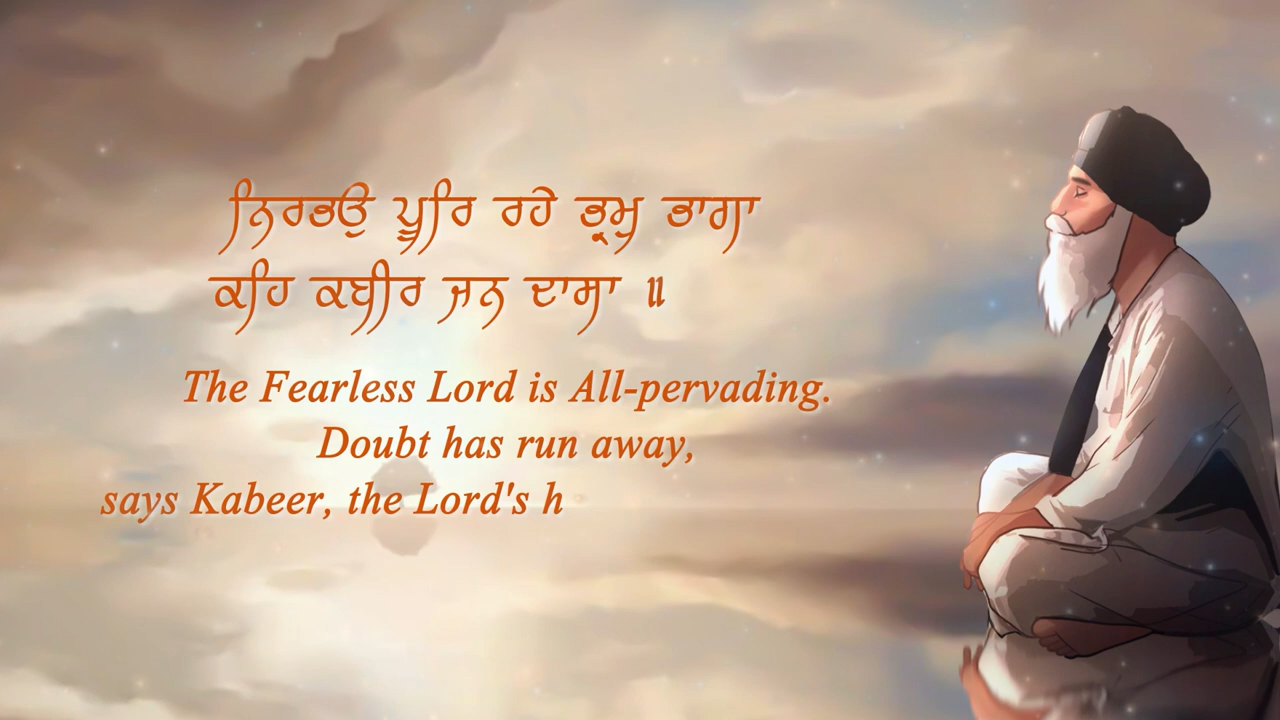 ਨਿਰਭਉ ਪੂਰਿ ਰਹੇ ਭ੍ਰਮੁ ਭਾਗਾ
ਕਹਿ ਕਬੀਰ ਜਨ ਦਾਸਾ ॥
The Fearless Lord is All-pervading.
Doubt has run away,
says Kabeer, the Lord's h